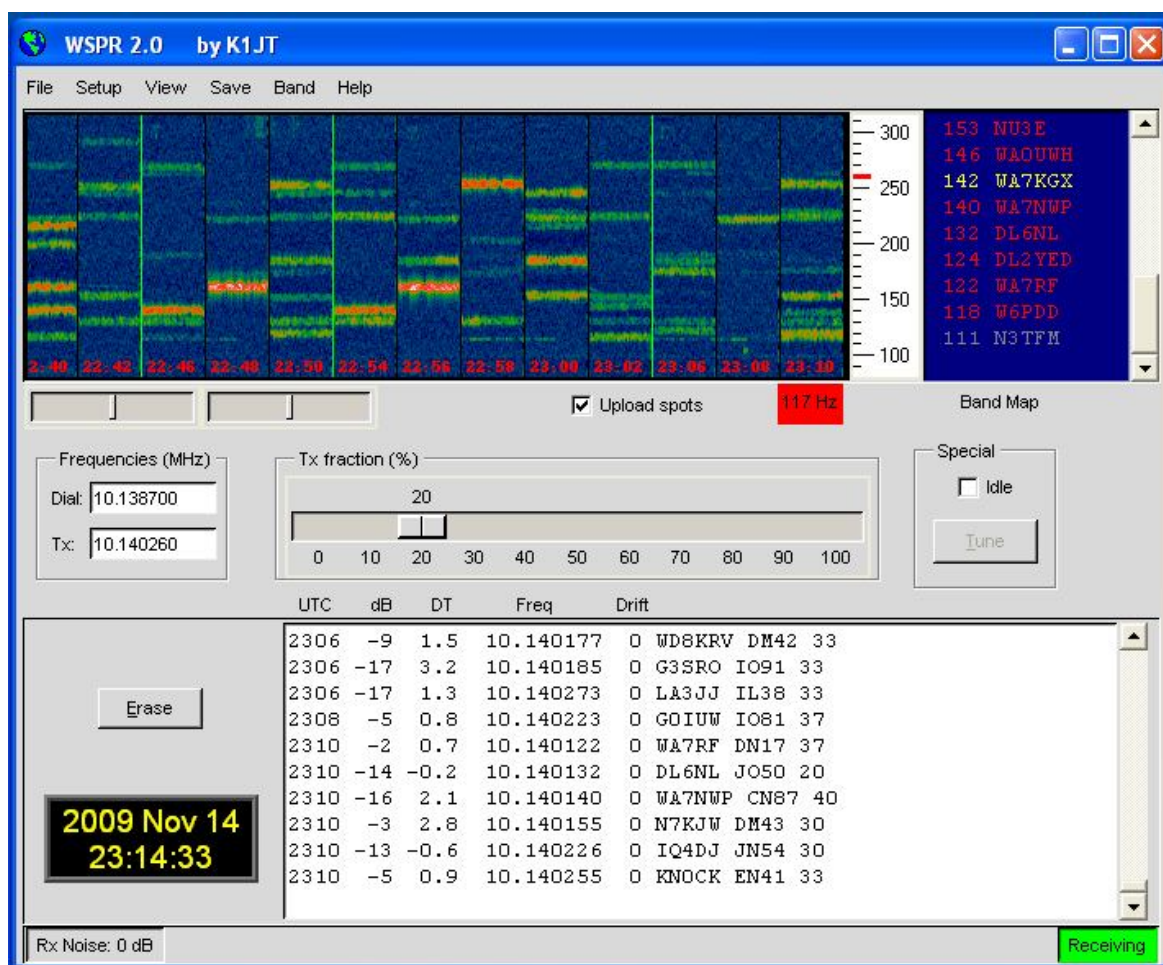 WSPR 2.0 by K1JT
File Setup View Save Band Help
300
250
200
150
100
2:40 22:42 22:46 22:48 22:50 22:54 22:56 22:58 23:00 23:02 23:06 23:08 23:10
153 NU3E
146 WA0UWH
142 WA7KGX
140 WA7NWP
132 DL6NL
124 DL2YED
122 WA7RF
118 W6PDD
111 N3TFM
Upload spots
117 Hz
Band Map
Frequencies (MHz)
Dial: 10.138700
Tx: 10.140260
Tx fraction (%)
20
0 10 20 30 40 50 60 70 80 90 100
Special
Idle
Tune
UTC dB DT Freq Drift
2306 -9 1.5 10.140177 0 WD8KRV DM42 33
2306 -17 3.2 10.140185 0 G3SRO IO91 33
2306 -17 1.3 10.140273 0 LA3JJ IL38 33
2308 -5 0.8 10.140223 0 G0IUW IO81 37
2310 -2 0.7 10.140122 0 WA7RF DN17 37
2310 -14 -0.2 10.140132 0 DL6NL JO50 20
2310 -16 2.1 10.140140 0 WA7NWP CN87 40
2310 -3 2.8 10.140155 0 N7KJW DM43 30
2310 -13 -0.6 10.140226 0 IQ4DJ JN54 30
2310 -5 0.9 10.140255 0 KN0CK EN41 33
Erase
2009 Nov 14
23:14:33
Rx Noise: 0 dB
Receiving